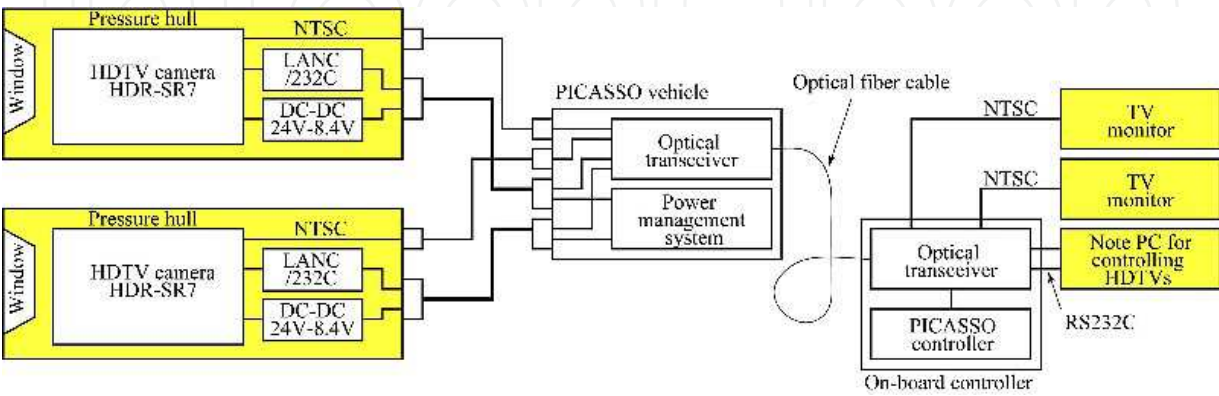 Pressure hull
NTSC
Window
HDTV camera
HDR-SR7
LANC
/232C
DC-DC
24V-8.4V
Pressure hull
NTSC
Window
HDTV camera
HDR-SR7
LANC
/232C
DC-DC
24V-8.4V
PICASSO vehicle
Optical
transceiver
Power
management
system
Optical fiber cable
NTSC
TV
monitor
NTSC
TV
monitor
Optical
transceiver
Note PC for
controlling
HDTVs
RS232C
PICASSO
controller
On-board controller